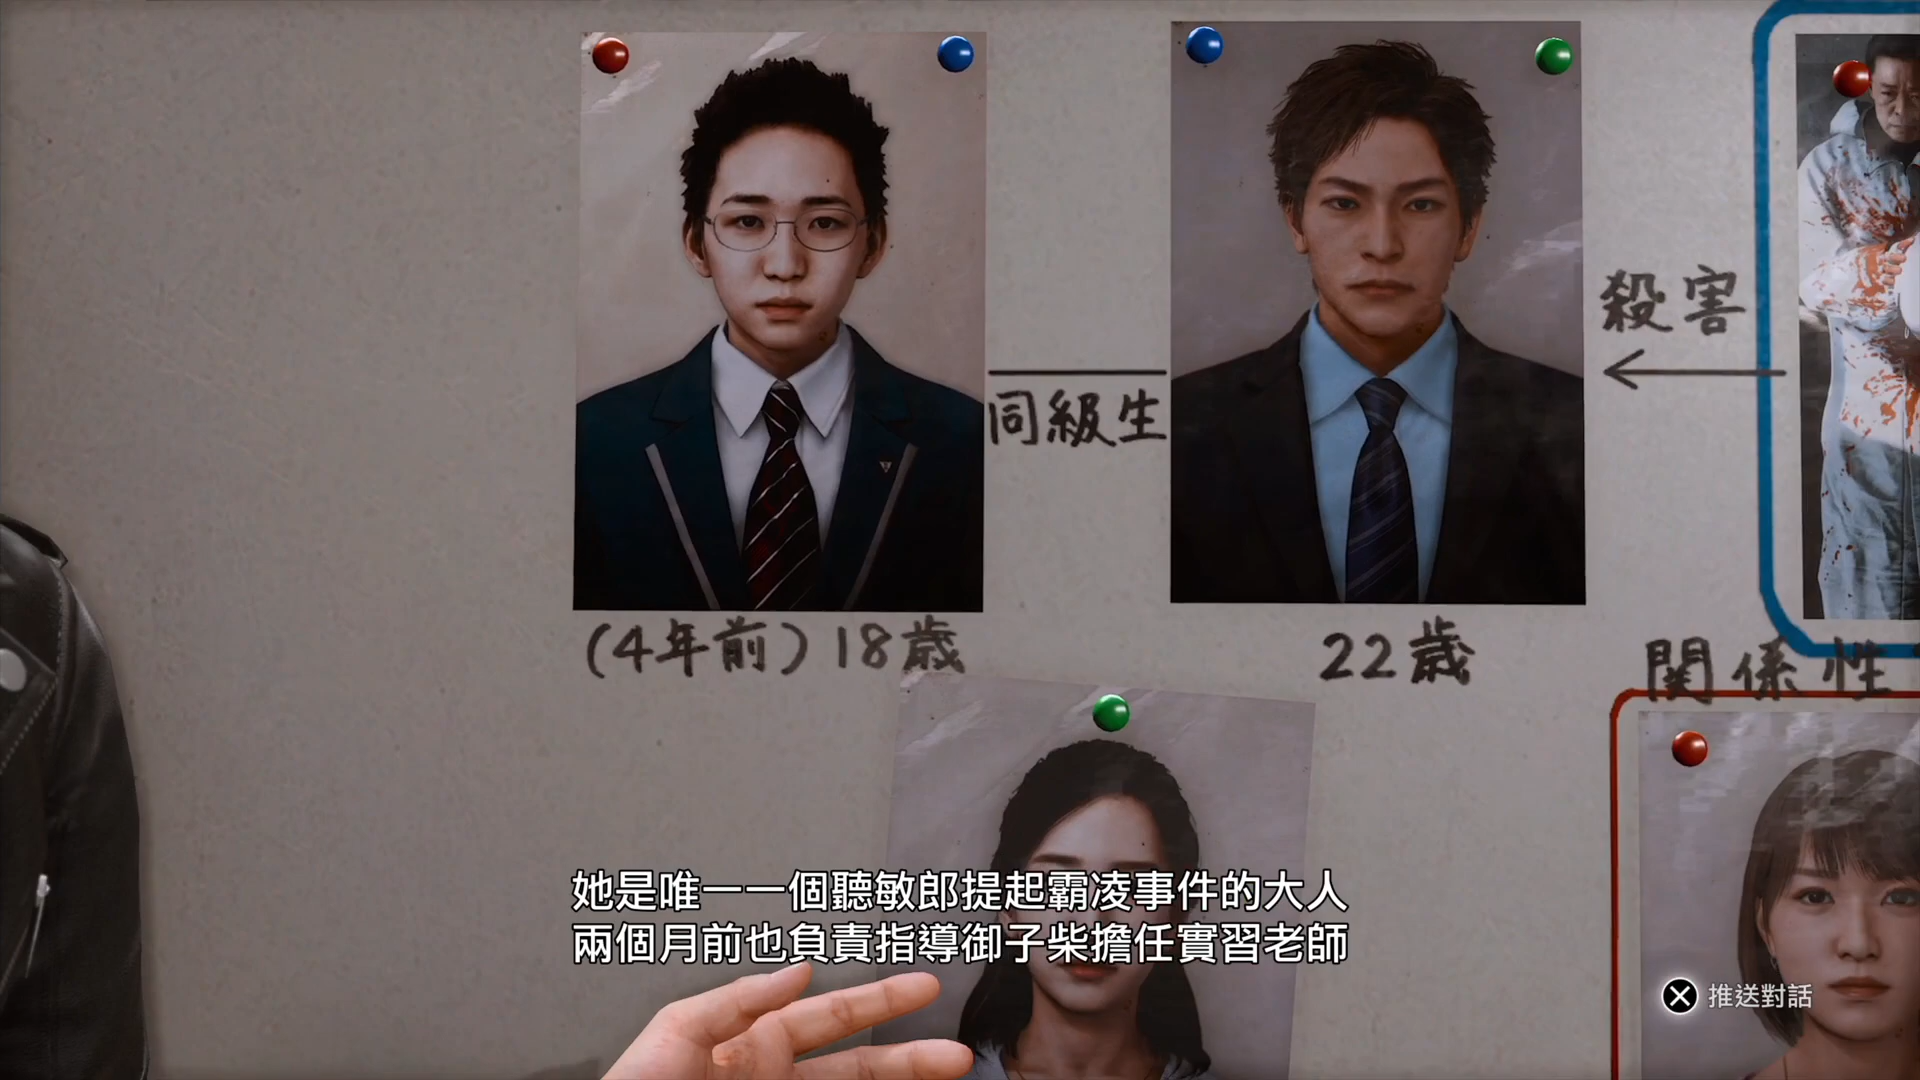 殺害
同級生
(4年前)18歳
22歳
関係性
她是唯一一個聽敏郎提起霸凌事件的大人
兩個月前也負責指導御子柴擔任實習老師
推送對話